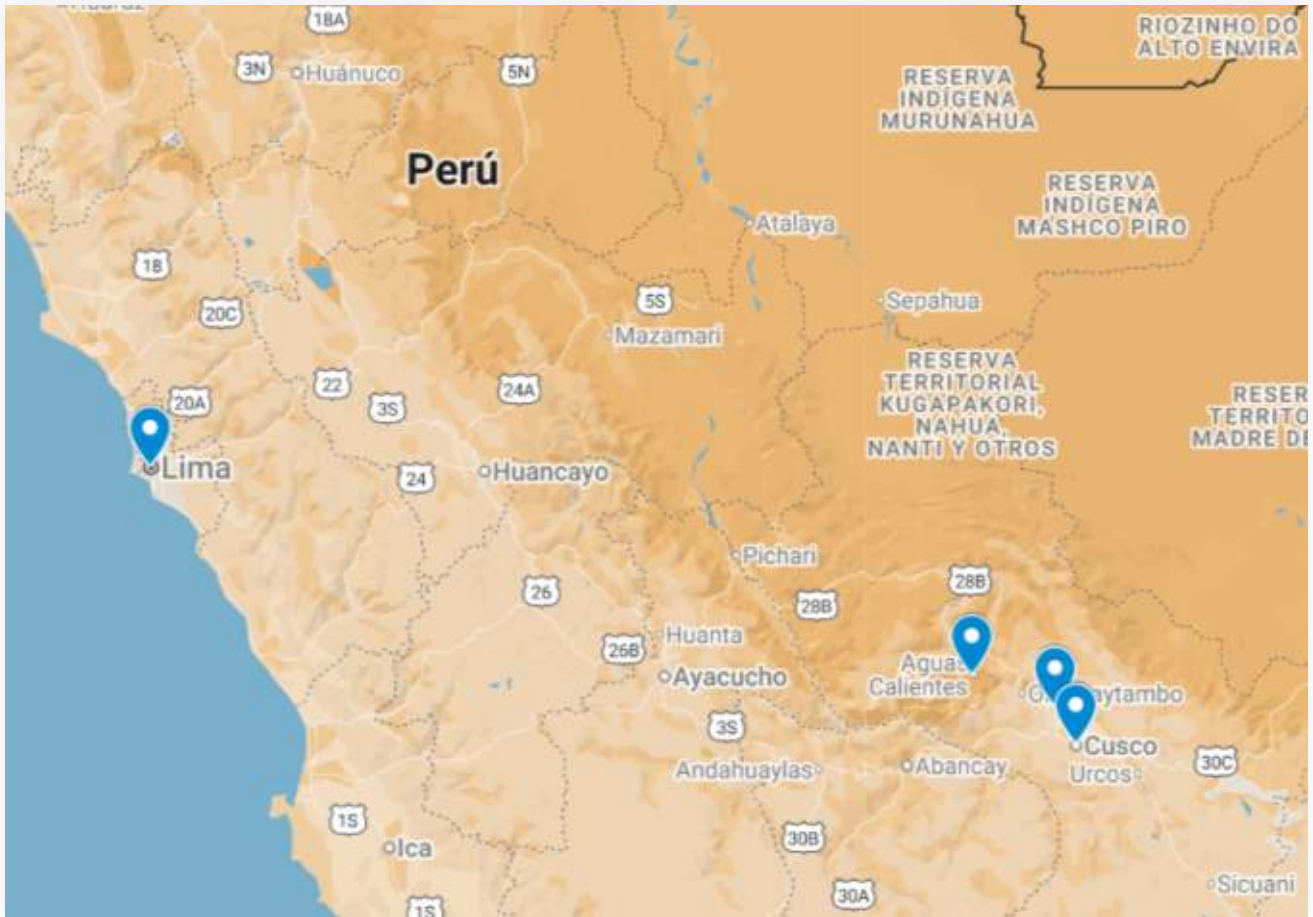 18A
RIOZINHO DO
ALTO ENVIRA
3N
Huánuco
5N
RESERVA
INDÍGENA
MURUNAHUA
Perú
RESERVA
INDÍGENA
MASHCO PIRO
Atalaya
1B
20C
5S
Sepahua
Mazamari
RESERVA
TERRITORIAL
KUGAPAKORI,
NAHUA,
NANTI Y OTROS
22
24A
3S
20A
RESER
TERRITO
MADRE DE
Lima
24
Huancayo
Pichari
28B
26
28B
Huanta
26B
Aguas
Calientes
Ayacucho
aytambo
3S
Cusco
Andahuaylas
Abancay
Urcos
30C
1S
30B
Ica
Sicuani
30A
1S